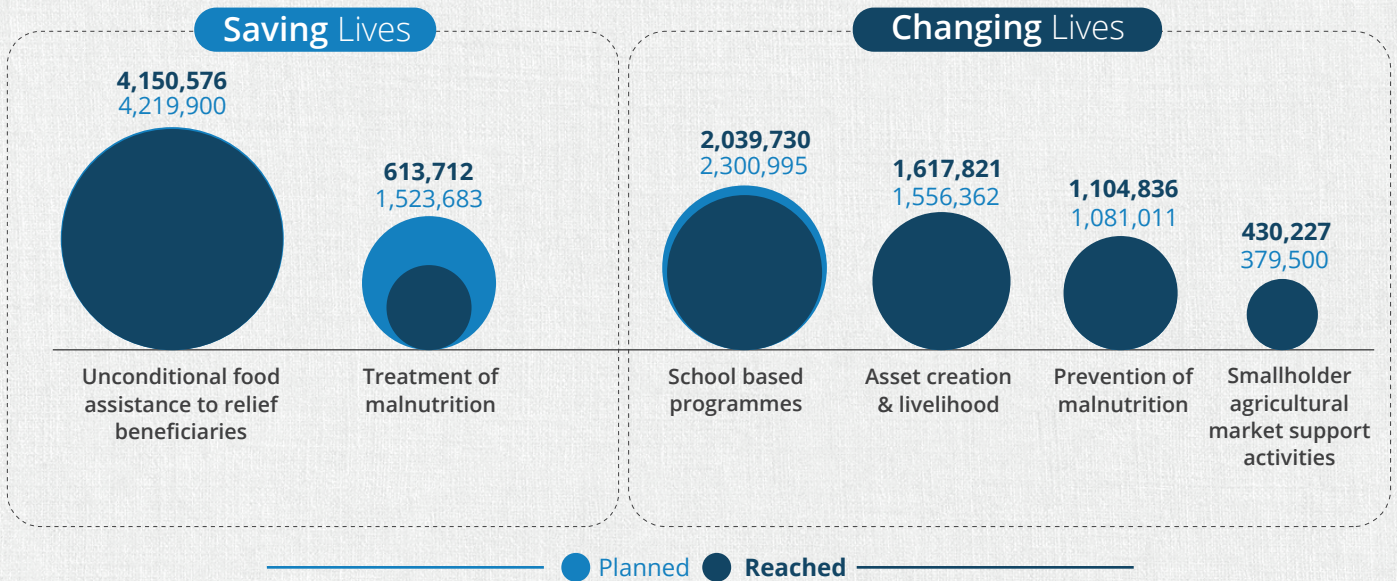 Saving Lives
4,150,576
4,219,900
Unconditional food
assistance to relief
beneficiaries
613,712
1,523,683
Treatment of
malnutrition
Changing Lives
2,039,730
2,300,995
School based
programmes
1,617,821
1,556,362
Asset creation
& livelihood
1,104,836
1,081,011
Prevention of
malnutrition
430,227
379,500
Smallholder
agricultural
market support
activities
Planned
Reached